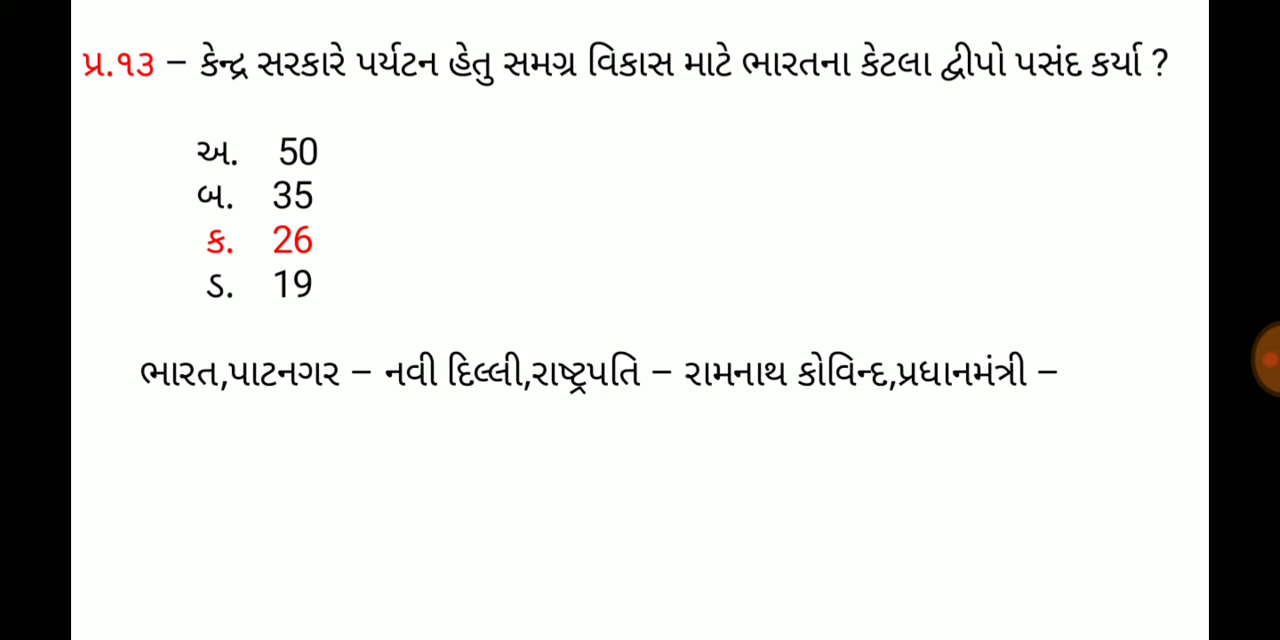 પ્ર.૧૩ – કેન્દ્ર સરકારે પર્યટન હેતુ સમગ્ર વિકાસ માટે ભારતના કેટલા દ્વીપો પસંદ કર્યા ?
અ. 50
બ. 35
ક. 26
ડ. 19
ભારત,પાટનગર – નવી દિલ્લી,રાષ્ટ્રપતિ – રામનાથ કોવિન્દ,પ્રધાનમંત્રી –